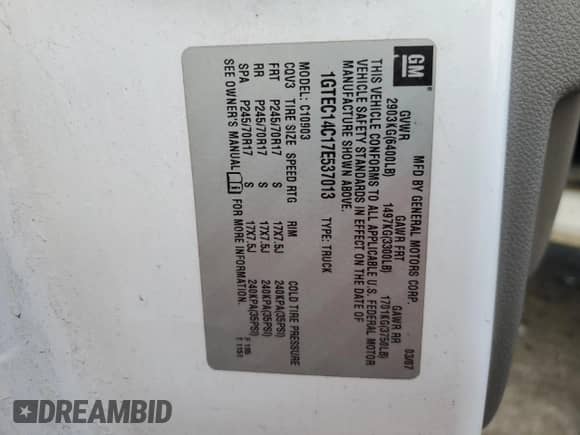 GM ®
MFD BY GENERAL MOTORS CORP. 03/07
GVWR GAWR FRT GAWR RR
2903KG(6400LB) 1497KG(3300LB) 1701KG(3750LB)
THIS VEHICLE CONFORMS TO ALL APPLICABLE U.S. FEDERAL MOTOR
VEHICLE SAFETY STANDARDS IN EFFECT ON THE DATE OF
MANUFACTURE SHOWN ABOVE.
1GTEC14C17E537013 TYPE: TRUCK
MODEL: C10903
CQV3 TIRE SIZE SPEED RTG RIM COLD TIRE PRESSURE
FRT P245/70R17 S 17X7.5J 240KPA(35PSI)
RR P245/70R17 S 17X7.5J 240KPA(35PSI)
SPA P245/70R17 S 17X7.5J 240KPA(35PSI)
SEE OWNER'S MANUAL FOR MORE INFORMATION.
DREAMBID